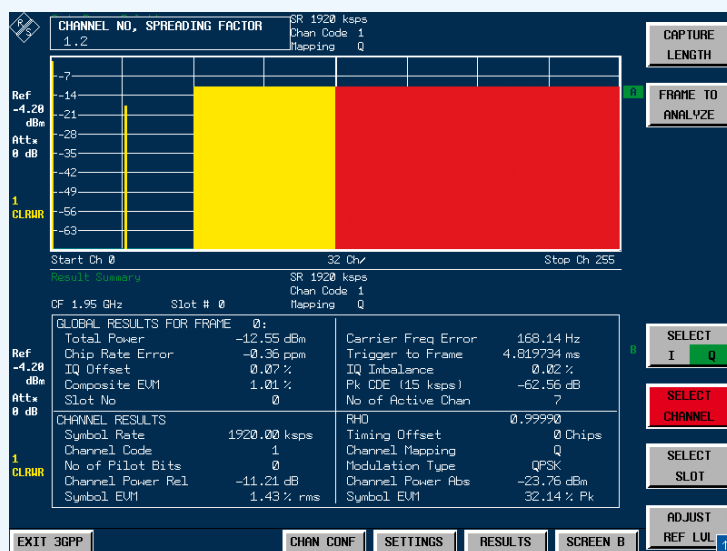 R/S
CHANNEL NO, SPREADING FACTOR
1.2
SR 1920 ksps
Chan Code 1
Mapping Q
CAPTURE
LENGTH
Ref
-4.20
dBm
Att*
0 dB
1
CLRWR
-7
-14
-21
-28
-35
-42
-49
-56
-63
A
FRAME TO
ANALYZE
Start Ch 0
32 Ch/
Stop Ch 255
Result Summary
SR 1920 ksps
Chan Code 1
CF 1.95 GHz Slot # 0 Mapping Q
Ref
-4.20
dBm
Att*
0 dB
1
CLRWR
GLOBAL RESULTS FOR FRAME 0:
Total Power -12.55 dBm Carrier Freq Error 168.14 Hz
Chip Rate Error -0.36 ppm Trigger to Frame 4.819734 ms
IQ Offset 0.07 % IQ Imbalance 0.02 %
Composite EVM 1.01 % Pk CDE (15 ksps) -62.56 dB
Slot No 0 No of Active Chan 7
CHANNEL RESULTS RHO 0.99990
Symbol Rate 1920.00 ksps Timing Offset 0 Chips
Channel Code 1 Channel Mapping Q
No of Pilot Bits 0 Modulation Type QPSK
Channel Power Rel -11.21 dB Channel Power Abs -23.76 dBm
Symbol EVM 1.43 % rms Symbol EVM 32.14 % Pk
B
SELECT
I Q
SELECT
CHANNEL
SELECT
SLOT
ADJUST
REF LVL
EXIT 3GPP
CHAN CONF
SETTINGS
RESULTS
SCREEN B